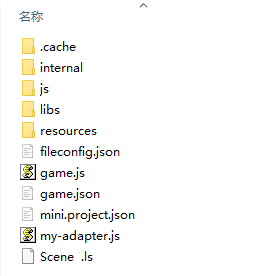 名称
.cache
internal
js
libs
resources
fileconfig.json
game.js
game.json
mini.project.json
my-adapter.js
Scene .ls